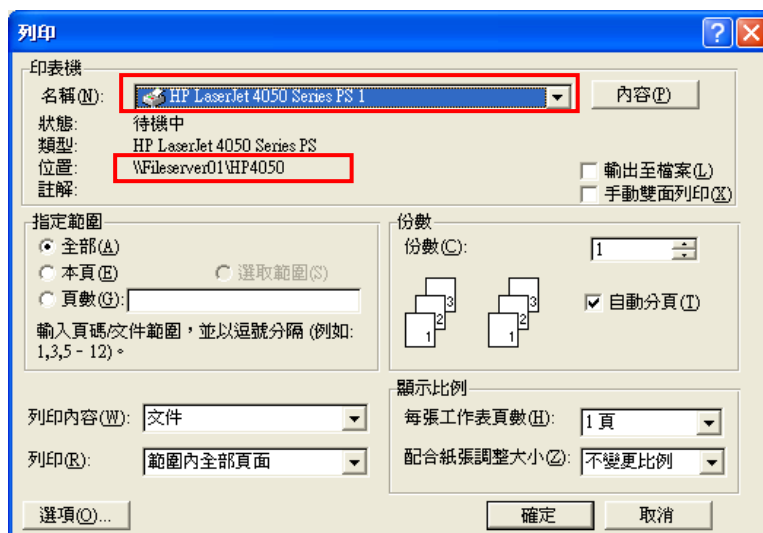 列印
印表機
名稱(N): HP LaserJet 4050 Series PS 1 內容(P)
狀態: 待機中
類型: HP LaserJet 4050 Series PS
位置: \\Fileserver01\HP4050 輸出至檔案(L)
註解: 手動雙面列印(X)
指定範圍
全部(A)
本頁(E) 選取範圍(S)
頁數(G):
輸入頁碼/文件範圍，並以逗號分隔 (例如:
1,3,5 - 12)。
份數
份數(C): 1
1 2 3 1 2 3 自動分頁(T)
列印內容(W): 文件
列印(R): 範圍內全部頁面
顯示比例
每張工作表頁數(H): 1 頁
配合紙張調整大小(Z): 不變更比例
選項(O)... 確定 取消